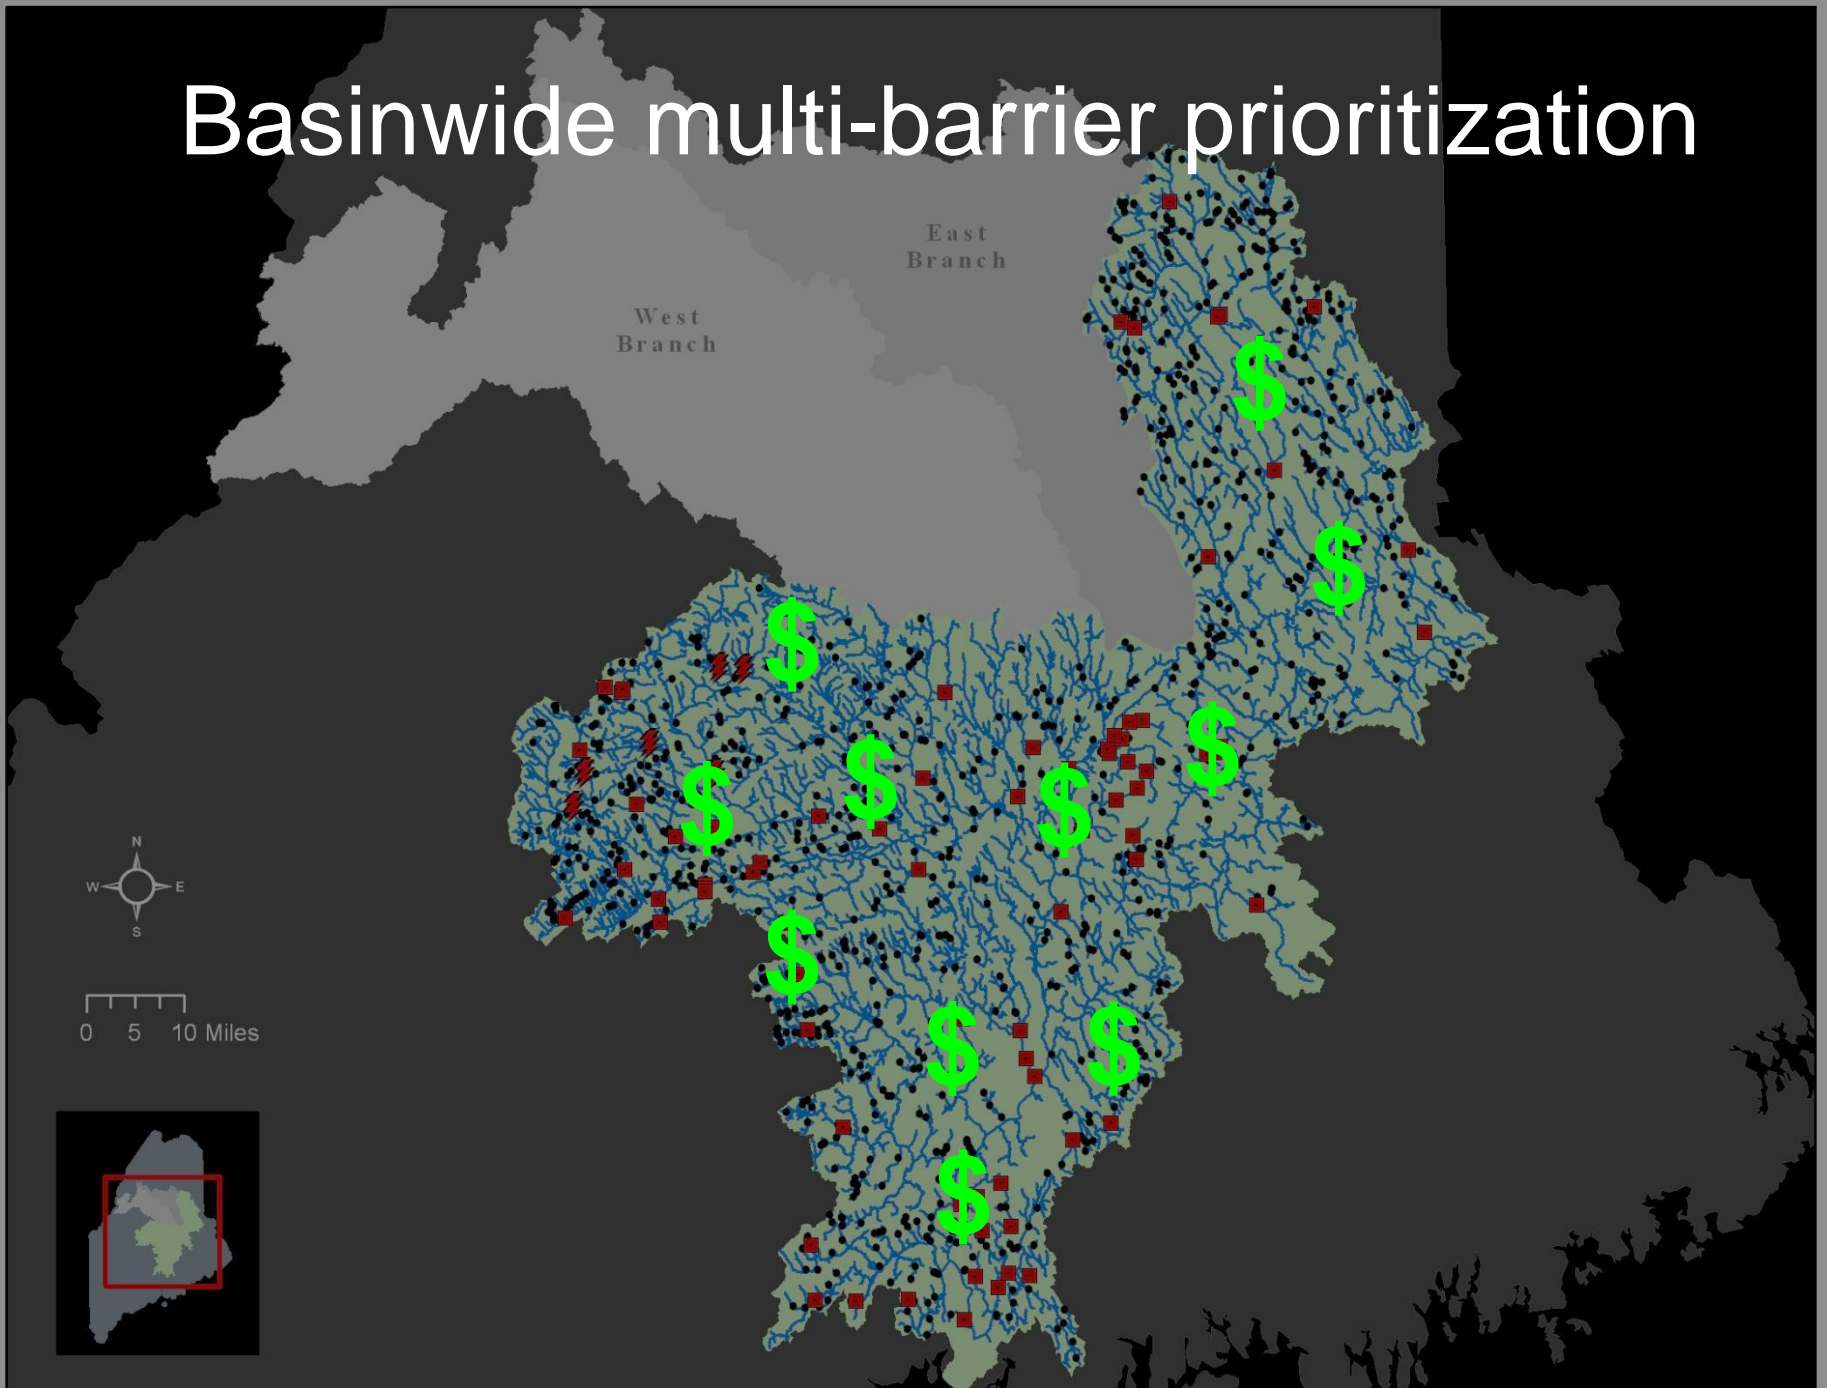 Basinwide multi-barrier prioritization
East
Branch
West
Branch
$
$
$
$
$
$
$
$
$
$
$
N
W E
S
0 5 10 Miles